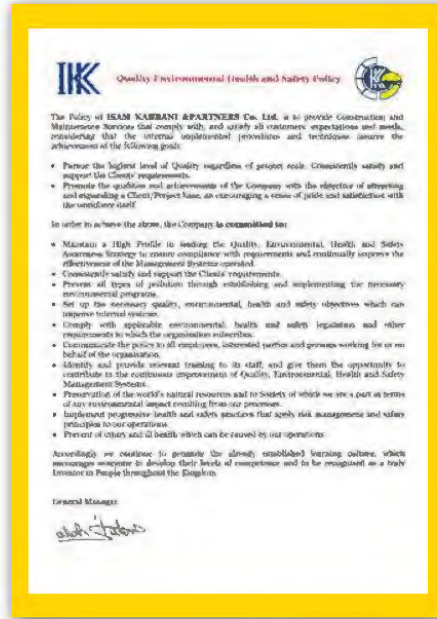 IKK
Quality Environmental Health and Safety Policy
The Policy of ISAM KABBANI &PARTNERS Co. Ltd. is to provide Construction and
Maintenance Services that comply with, and satisfy all customers expectations and needs,
considering that the internal implemented procedures and techniques assures the
achievement of the following goals:
• Pursue the highest level of Quality regardless of project scale. Consistently satisfy and
support the Clients' requirements.
• Promote the qualities and achievements of the Company with the objective of attracting
and expanding a Client/Project base, an encouraging a sense of pride and satisfaction with
the workforce itself.
In order to achieve the above, the Company is committed to:
• Maintain a High Profile in leading the Quality, Environmental, Health and Safety
Awareness Strategy to ensure compliance with requirements and continually improve the
effectiveness of the Management Systems operated.
• Consistently satisfy and support the Clients' requirements.
• Prevent all types of pollution through establishing and implementing the necessary
environmental programs.
• Set up the necessary quality, environmental, health and safety objectives which can
improve internal systems.
• Comply with applicable environmental, health and safety legislation and other
requirements to which the organisation subscribes.
• Communicate the policy to all employees, interested parties and persons working for or on
behalf of the organisation.
• Identify and provide relevant training to its staff, and give them the opportunity to
contribute to the continuous improvement of Quality, Environmental, Health and Safety
Management Systems.
• Preservation of the world's natural resources and to Society of which we are a part in terms
of any environmental impact resulting from our processes.
• Implement progressive health and safety practices that apply risk management and safety
principles to our operations.
• Prevent of injury and ill health which can be caused by our operations.
Accordingly we continue to promote the already established learning culture, which
encourages everyone to develop their levels of competence and to be recognised as a truly
Investor in People throughout the Kingdom.
General Manager